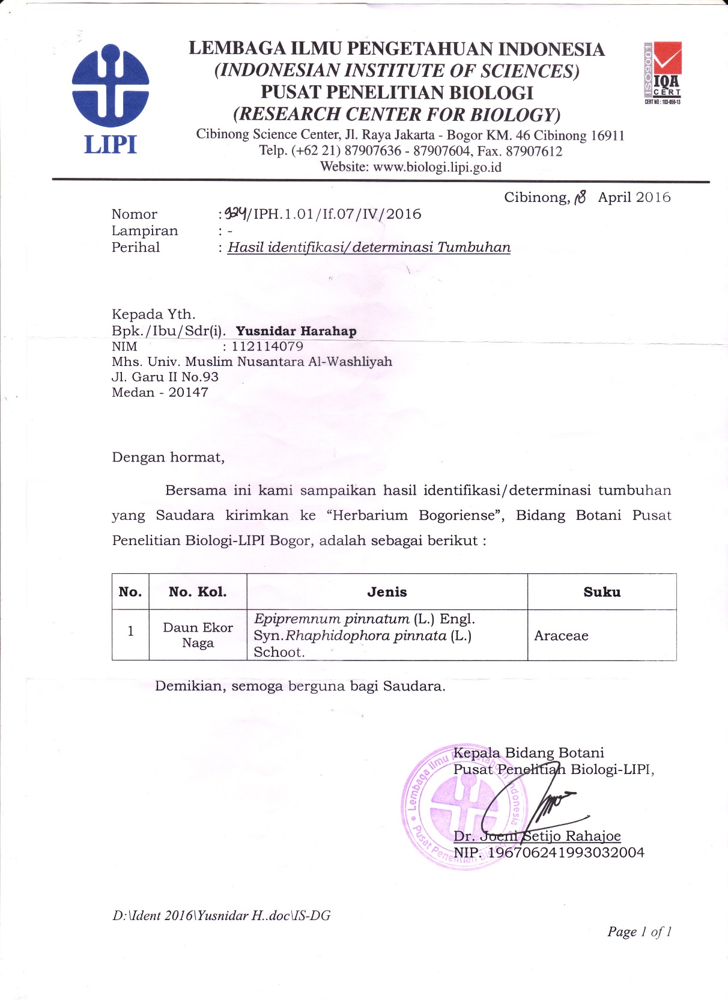 LEMBAGA ILMU PENGETAHUAN INDONESIA
(INDONESIAN INSTITUTE OF SCIENCES)
PUSAT PENELITIAN BIOLOGI
(RESEARCH CENTER FOR BIOLOGY)
Cibinong Science Center, Jl. Raya Jakarta - Bogor KM. 46 Cibinong 16911
Telp. (+62 21) 87907636 - 87907604, Fax. 87907612
Website: www.biologi.lipi.go.id
LIPI
ISO9001
IQA
CERT
CERT NO : 103-859-13
Cibinong, 18 April 2016
Nomor : 924/IPH.1.01/If.07/IV/2016
Lampiran : -
Perihal : Hasil identifikasi/determinasi Tumbuhan
Kepada Yth.
Bpk./Ibu/Sdr(i). Yusnidar Harahap
NIM : 112114079
Mhs. Univ. Muslim Nusantara Al-Washliyah
Jl. Garu II No.93
Medan - 20147
Dengan hormat,
Bersama ini kami sampaikan hasil identifikasi/determinasi tumbuhan
yang Saudara kirimkan ke “Herbarium Bogoriense”, Bidang Botani Pusat
Penelitian Biologi-LIPI Bogor, adalah sebagai berikut :
No. No. Kol. Jenis Suku
1 Daun Ekor Naga Epipremnum pinnatum (L.) Engl.
Syn.Rhaphidophora pinnata (L.)
Schoot. Araceae
Demikian, semoga berguna bagi Saudara.
Kepala Bidang Botani
Pusat Penelitian Biologi-LIPI,
Lembaga Ilmu Pengetahuan Indonesia
Pusat Penelitian Biologi
Dr. Joeni Setijo Rahajoe
NIP. 196706241993032004
D:\Ident 2016\Yusnidar H..doc\IS-DG
Page 1 of 1